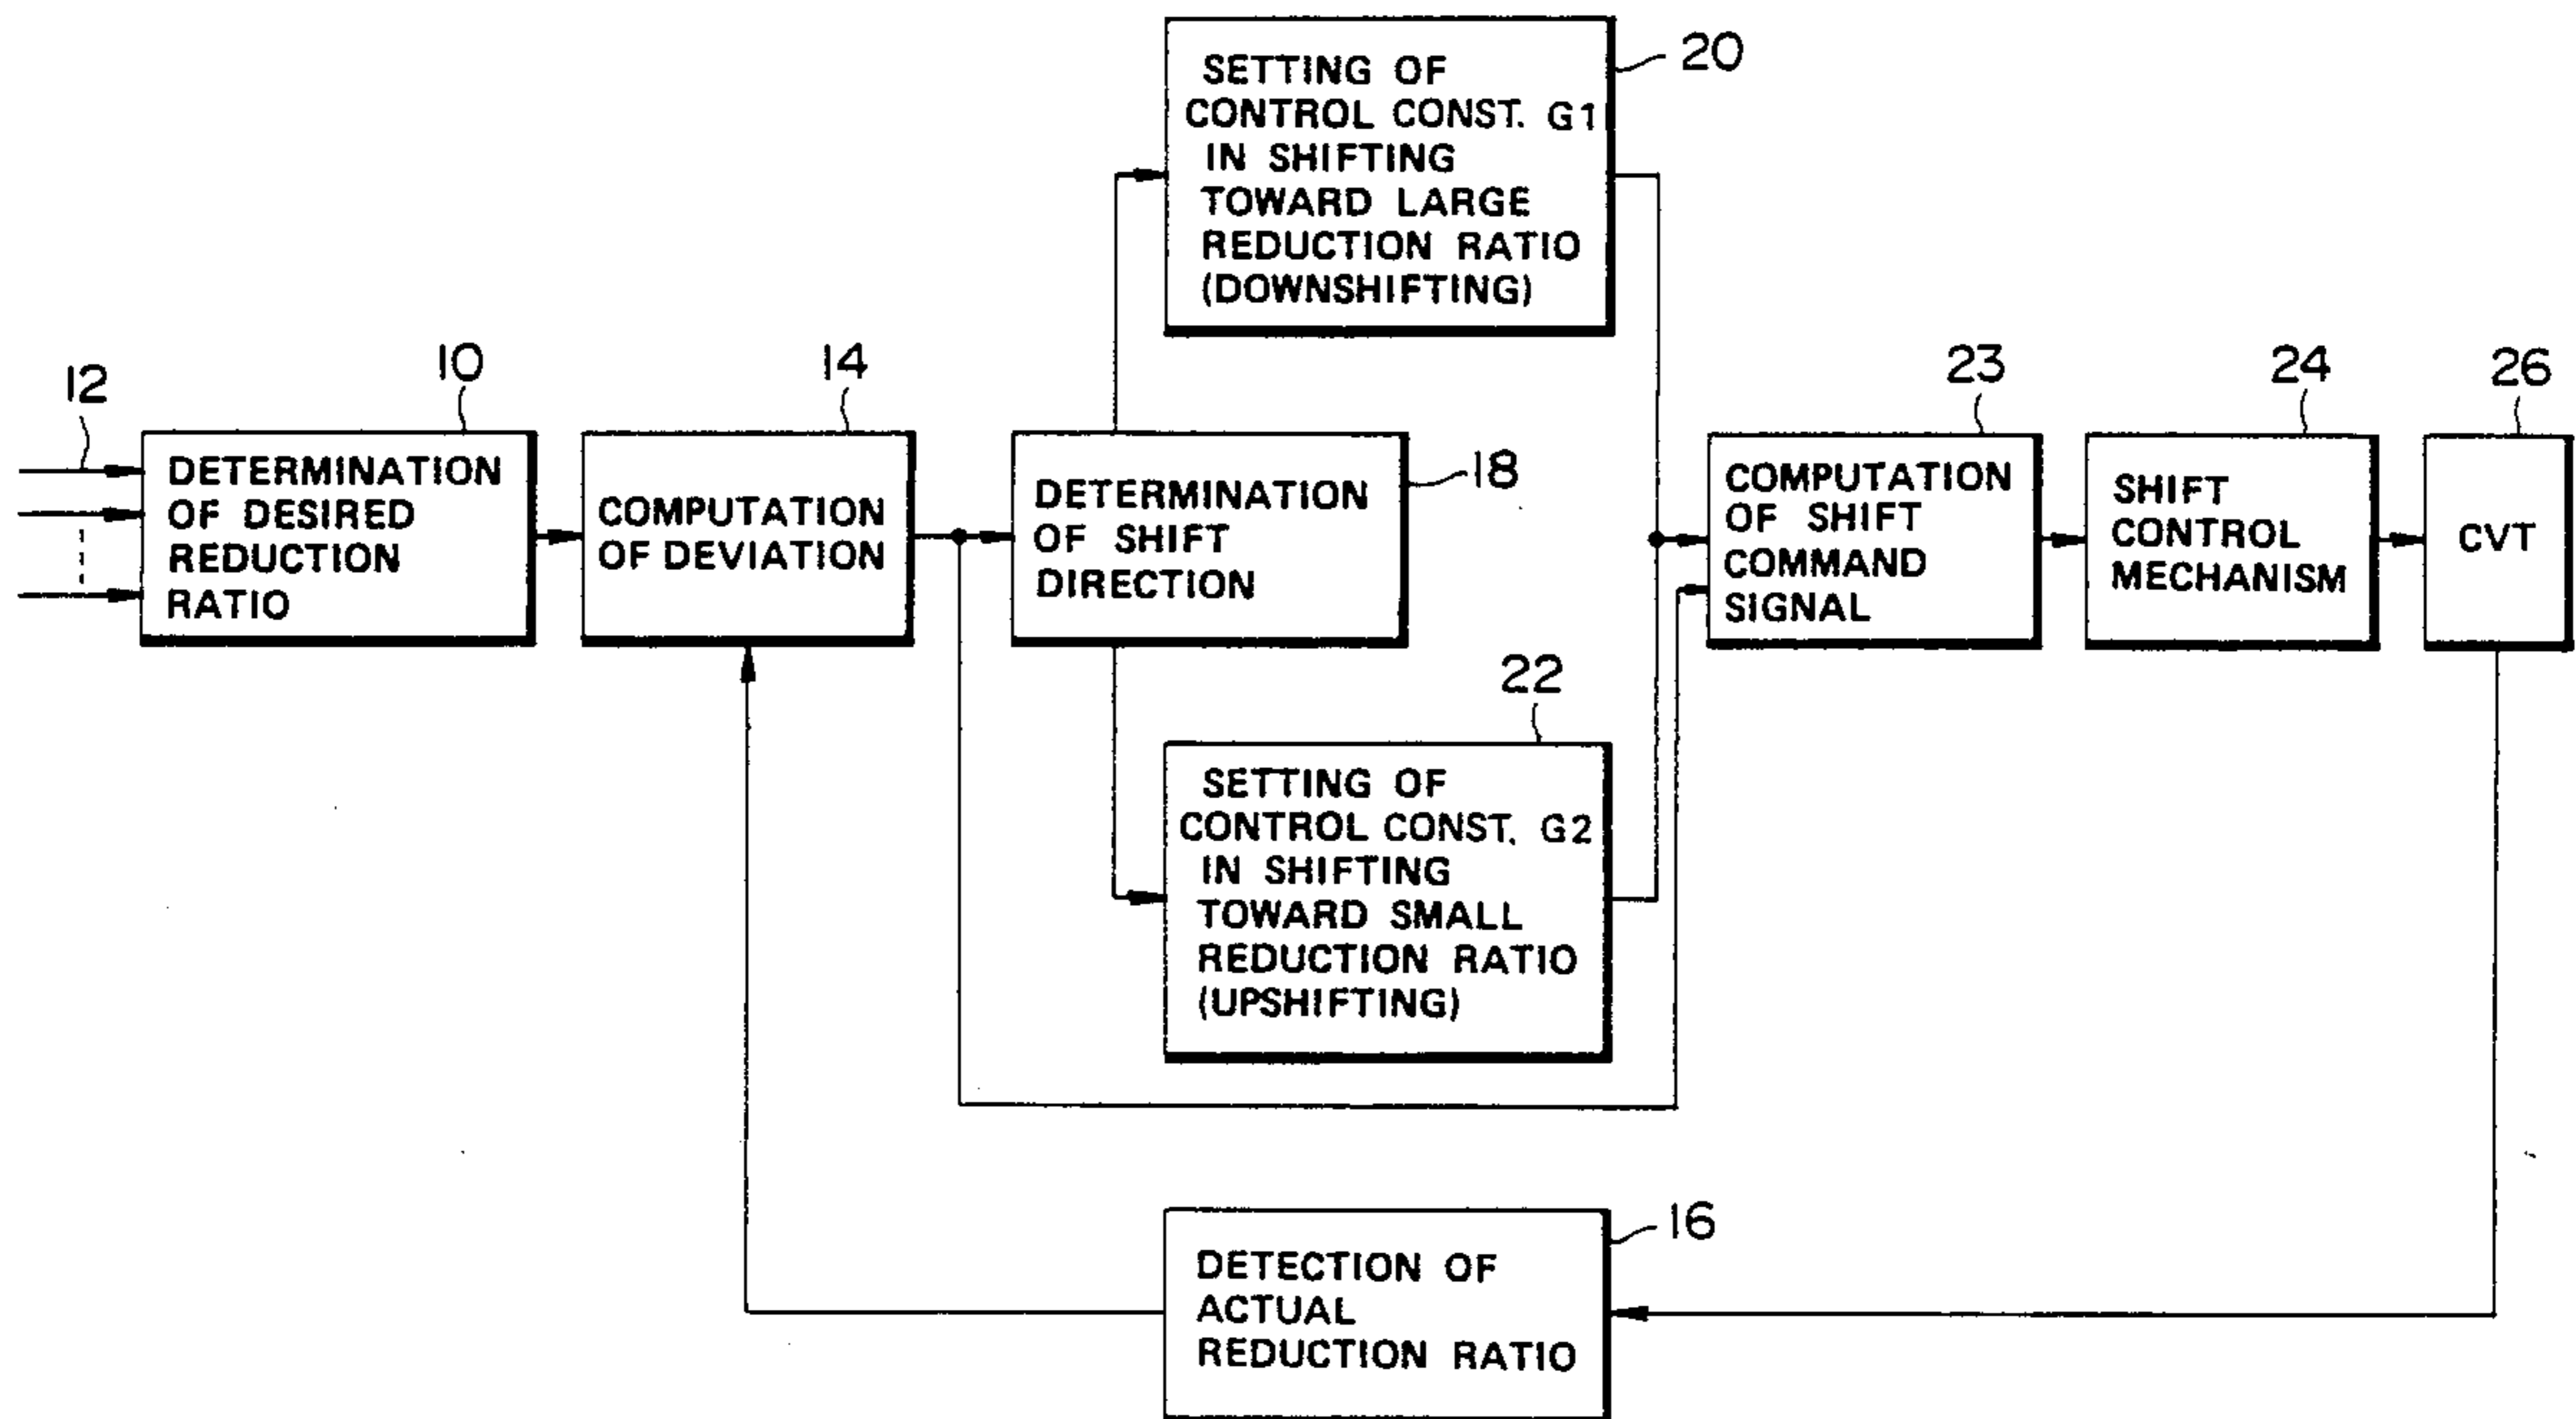 20
SETTING OF
CONTROL CONST. G1
IN SHIFTING
TOWARD LARGE
REDUCTION RATIO
(DOWNSHIFTING)
12
10
DETERMINATION
OF DESIRED
REDUCTION
RATIO
14
COMPUTATION
OF DEVIATION
18
DETERMINATION
OF SHIFT
DIRECTION
23
COMPUTATION
OF SHIFT
COMMAND
SIGNAL
24
SHIFT
CONTROL
MECHANISM
26
CVT
22
SETTING OF
CONTROL CONST. G2
IN SHIFTING
TOWARD SMALL
REDUCTION RATIO
(UPSHIFTING)
16
DETECTION OF
ACTUAL
REDUCTION RATIO